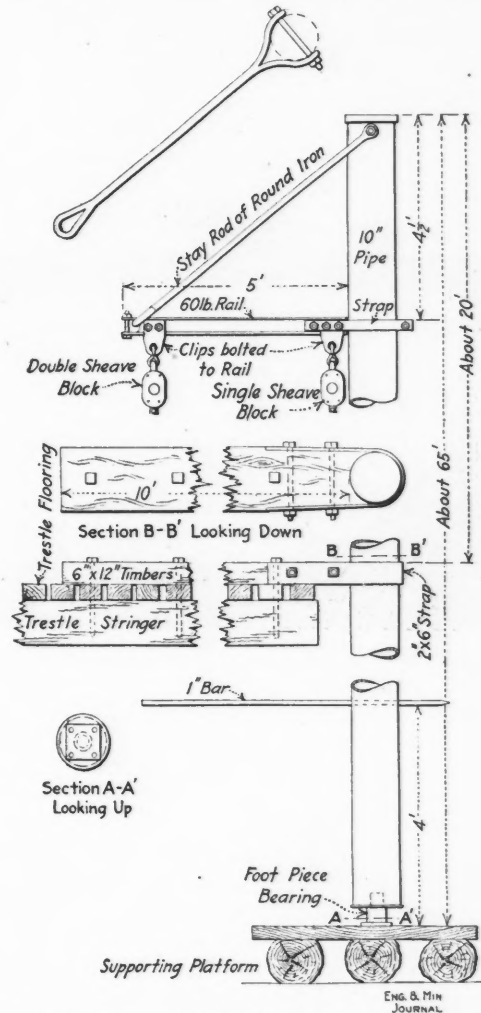 Stay Rod of Round Iron
10"
Pipe
4½'
5'
60lb. Rail
Strap
About 20'
Double Sheave
Block
Clips bolted
to Rail
Single Sheave
Block
About 65'
Trestle Flooring
10'
Section B-B' Looking Down
B B'
6"x12" Timbers
Trestle Stringer
2"x6" Strap
1" Bar
Section A-A'
Looking Up
4'
Foot Piece
Bearing
A A'
Supporting Platform
ENG. & MIN
JOURNAL